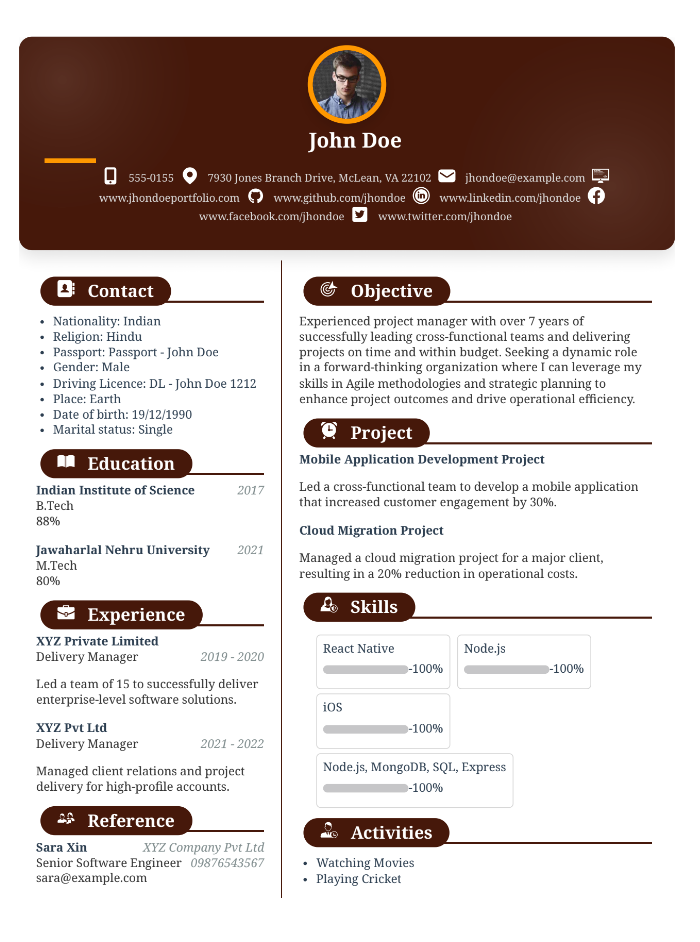 John Doe
555-0155 7930 Jones Branch Drive, McLean, VA 22102 jhondoe@example.com
www.jhondoeportfolio.com www.github.com/jhondoe www.linkedin.com/jhondoe
www.facebook.com/jhondoe www.twitter.com/jhondoe
Contact
• Nationality: Indian
• Religion: Hindu
• Passport: Passport - John Doe
• Gender: Male
• Driving Licence: DL - John Doe 1212
• Place: Earth
• Date of birth: 19/12/1990
• Marital status: Single
Education
Indian Institute of Science 2017
B.Tech
88%
Jawaharlal Nehru University 2021
M.Tech
80%
Experience
XYZ Private Limited
Delivery Manager 2019 - 2020
Led a team of 15 to successfully deliver
enterprise-level software solutions.
XYZ Pvt Ltd
Delivery Manager 2021 - 2022
Managed client relations and project
delivery for high-profile accounts.
Reference
Sara Xin XYZ Company Pvt Ltd
Senior Software Engineer 09876543567
sara@example.com
Objective
Experienced project manager with over 7 years of
successfully leading cross-functional teams and delivering
projects on time and within budget. Seeking a dynamic role
in a forward-thinking organization where I can leverage my
skills in Agile methodologies and strategic planning to
enhance project outcomes and drive operational efficiency.
Project
Mobile Application Development Project
Led a cross-functional team to develop a mobile application
that increased customer engagement by 30%.
Cloud Migration Project
Managed a cloud migration project for a major client,
resulting in a 20% reduction in operational costs.
Skills
React Native
-100%
Node.js
-100%
iOS
-100%
Node.js, MongoDB, SQL, Express
-100%
Activities
• Watching Movies
• Playing Cricket